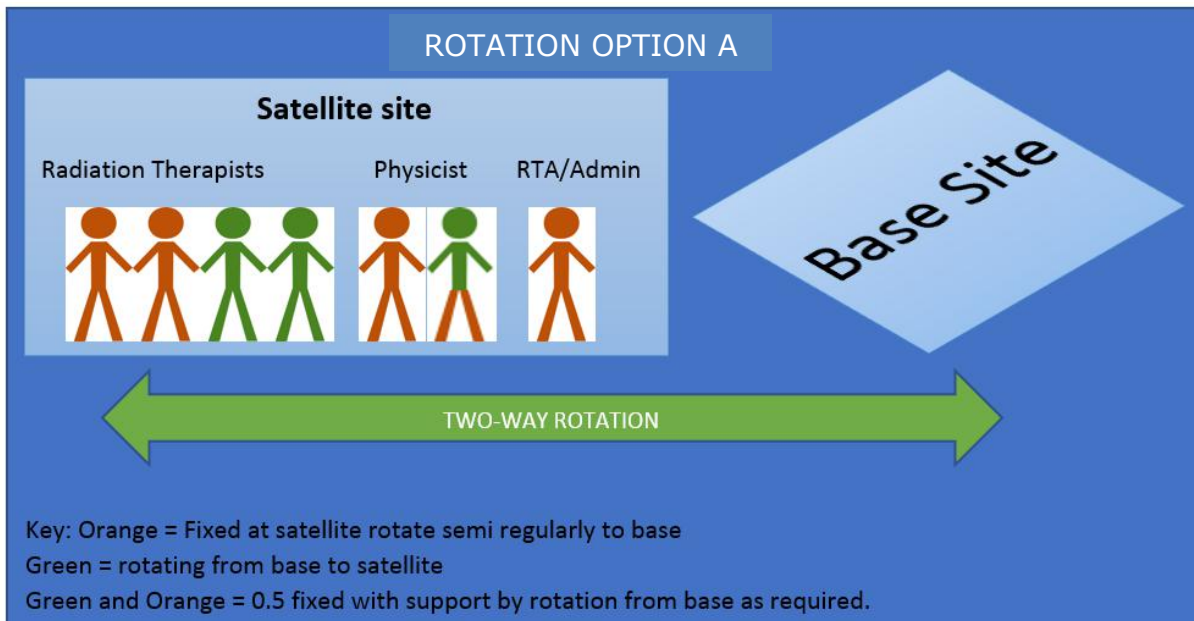 ROTATION OPTION A
Satellite site
Radiation Therapists
Physicist
RTA/Admin
Base Site
TWO-WAY ROTATION
Key: Orange = Fixed at satellite rotate semi regularly to base
Green = rotating from base to satellite
Green and Orange = 0.5 fixed with support by rotation from base as required.